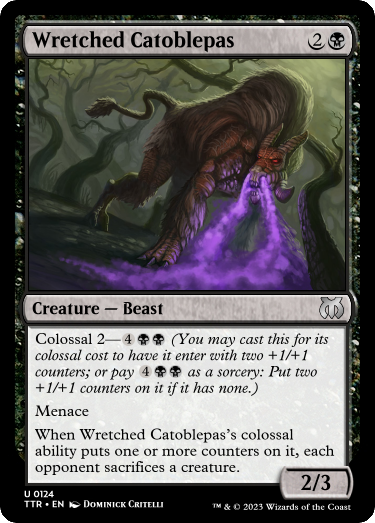 Wretched Catoblepas 2
Creature — Beast
Colossal 2—4 (You may cast this for its
colossal cost to have it enter with two +1/+1
counters; or pay 4 as a sorcery: Put two
+1/+1 counters on it if it has none.)
Menace
When Wretched Catoblepas's colossal
ability puts one or more counters on it, each
opponent sacrifices a creature.
2/3
U 0124
TTR • EN Dominick Critelli
™ & © 2023 Wizards of the Coast